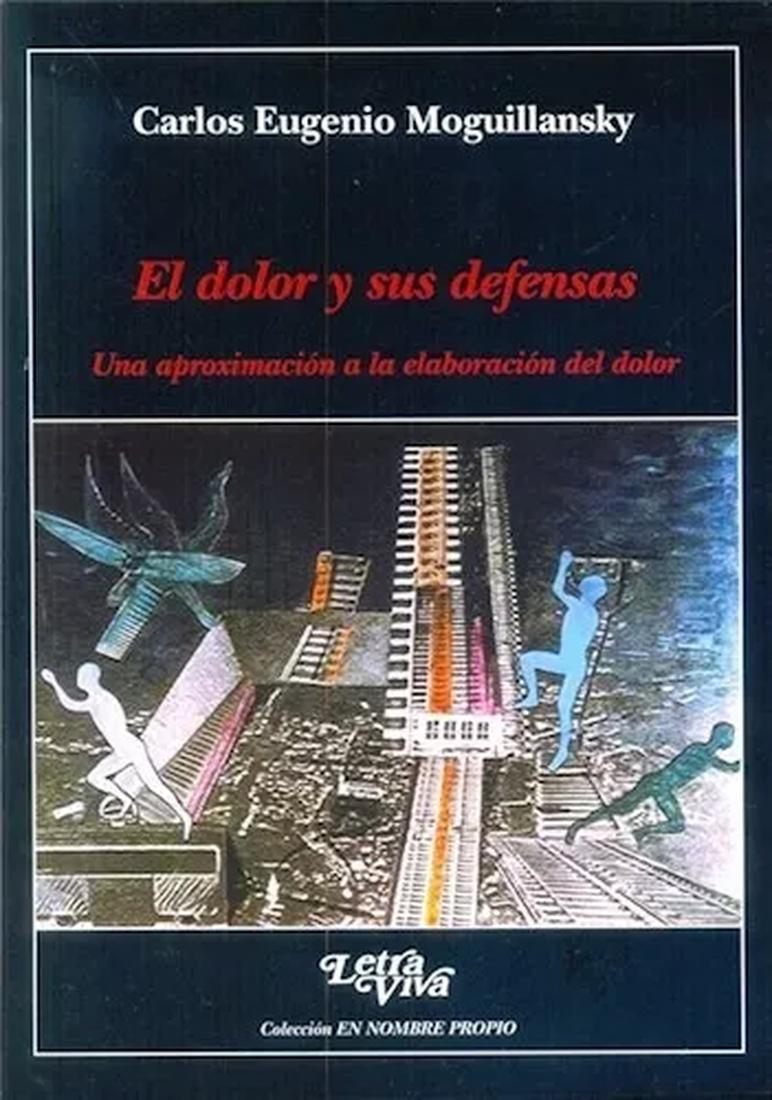 Carlos Eugenio Moguillansky
El dolor y sus defensas
Una aproximación a la elaboración del dolor
Letra
Viva
Colección EN NOMBRE PROPIO